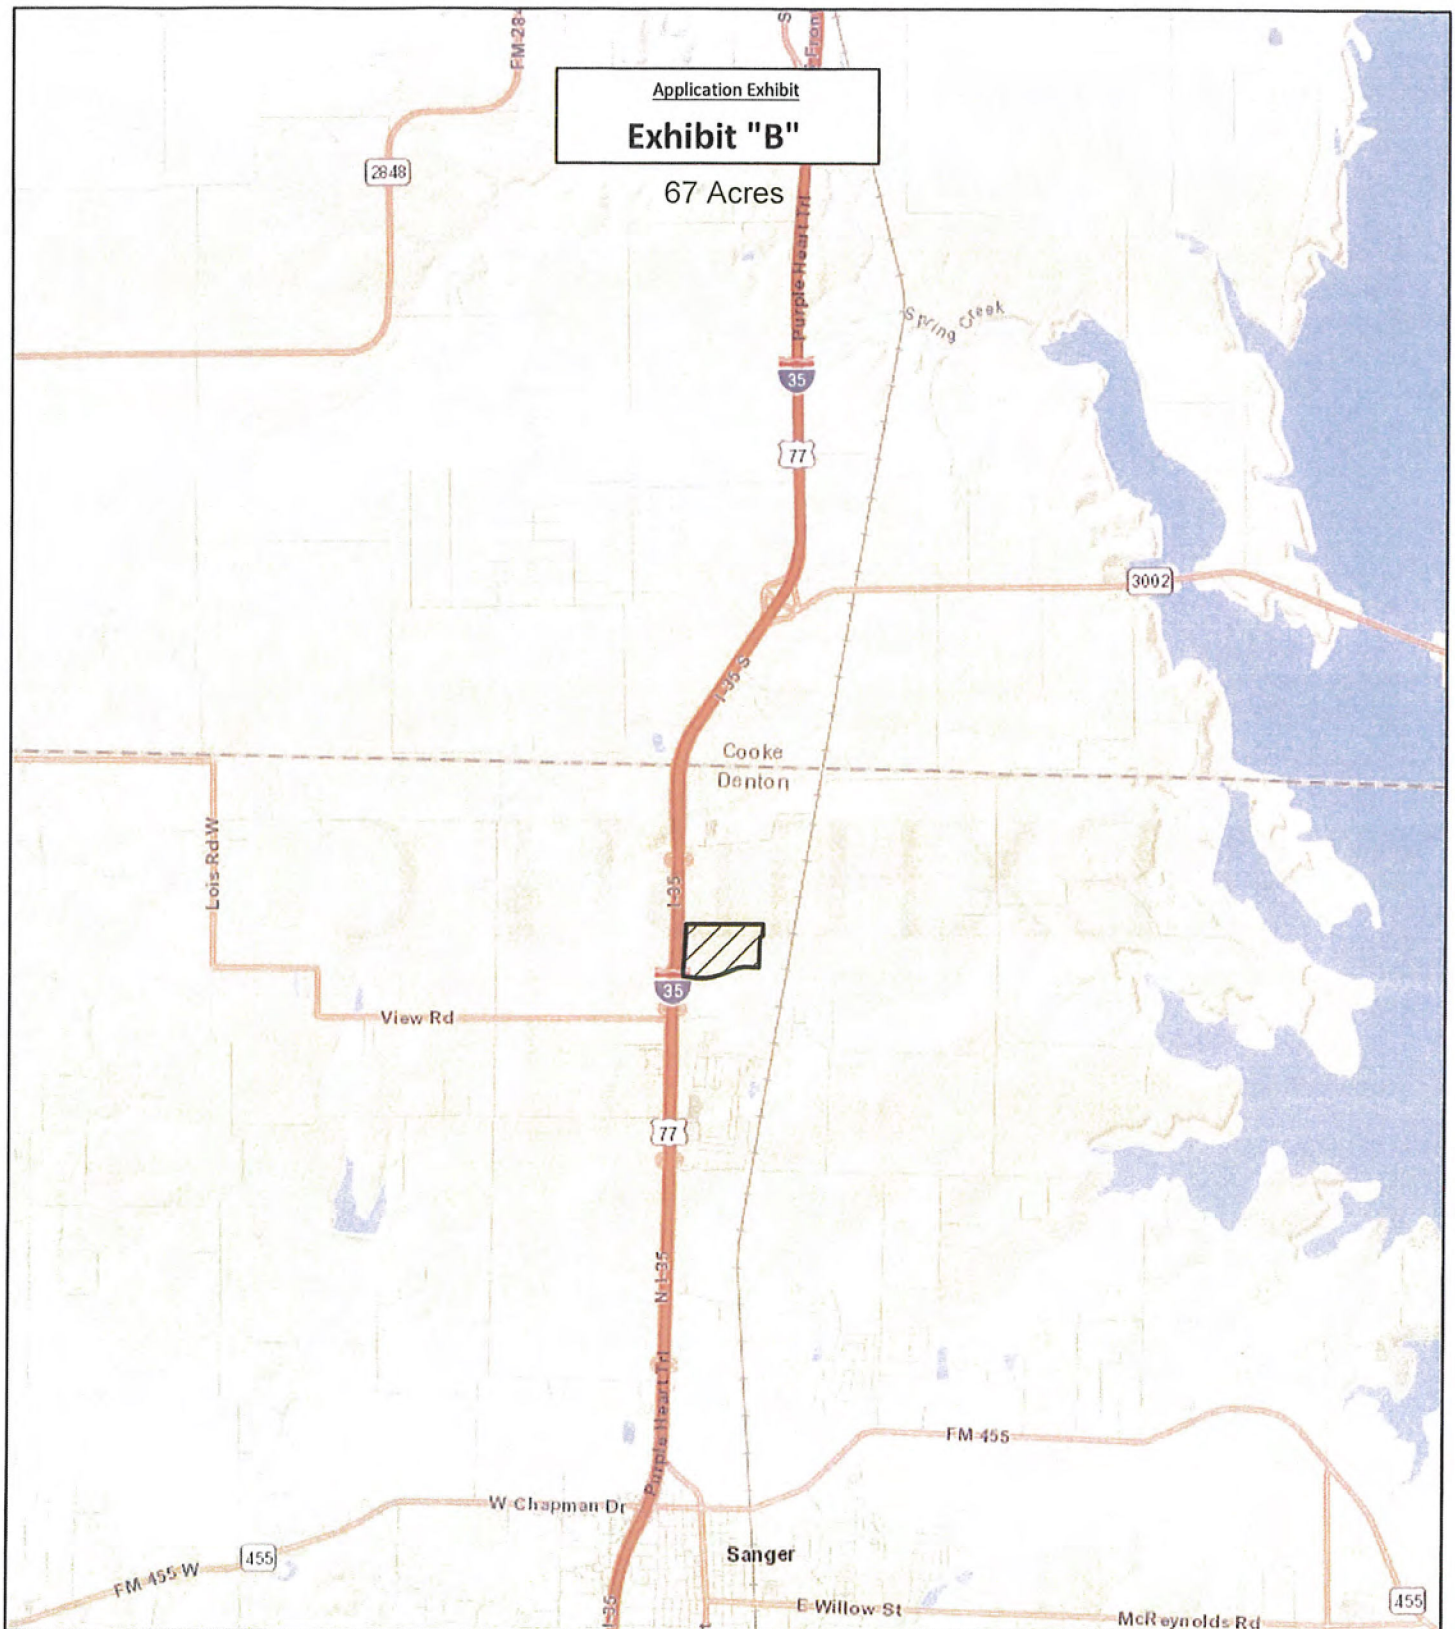 FM 28
S
Application Exhibit
Exhibit "B"
2848
67 Acres
Purple Heart Trl
Spring Creek
35
77
3002
I-35-S
Cooke
Denton
Lois Rd W
I-35
35
View Rd
77
N I-35
Purple Heart Trl
FM 455
W Chapman Dr
Sanger
455
FM 455 W
455
E Willow St
McReynolds Rd
I-35
t